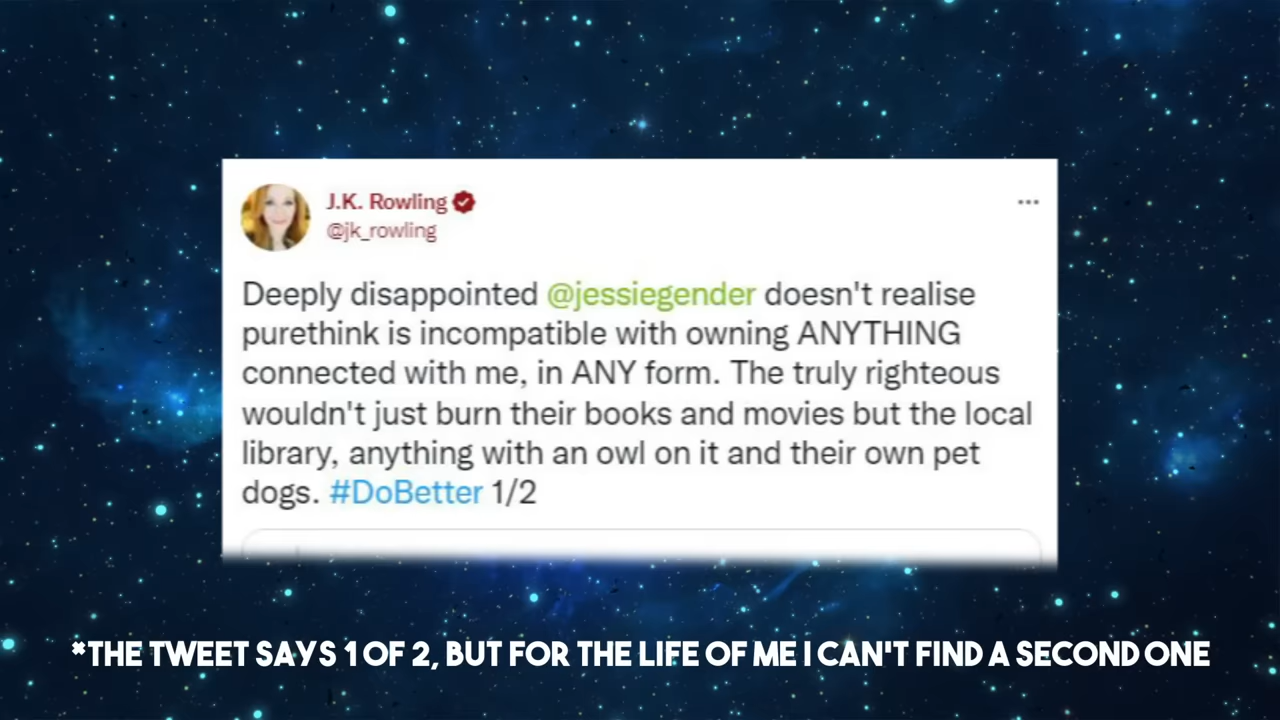 J.K. Rowling
@jk_rowling
Deeply disappointed @jessiegender doesn't realise
purethink is incompatible with owning ANYTHING
connected with me, in ANY form. The truly righteous
wouldn't just burn their books and movies but the local
library, anything with an owl on it and their own pet
dogs. #DoBetter 1/2
*THE TWEET SAYS 1 OF 2, BUT FOR THE LIFE OF ME I CAN'T FIND A SECOND ONE